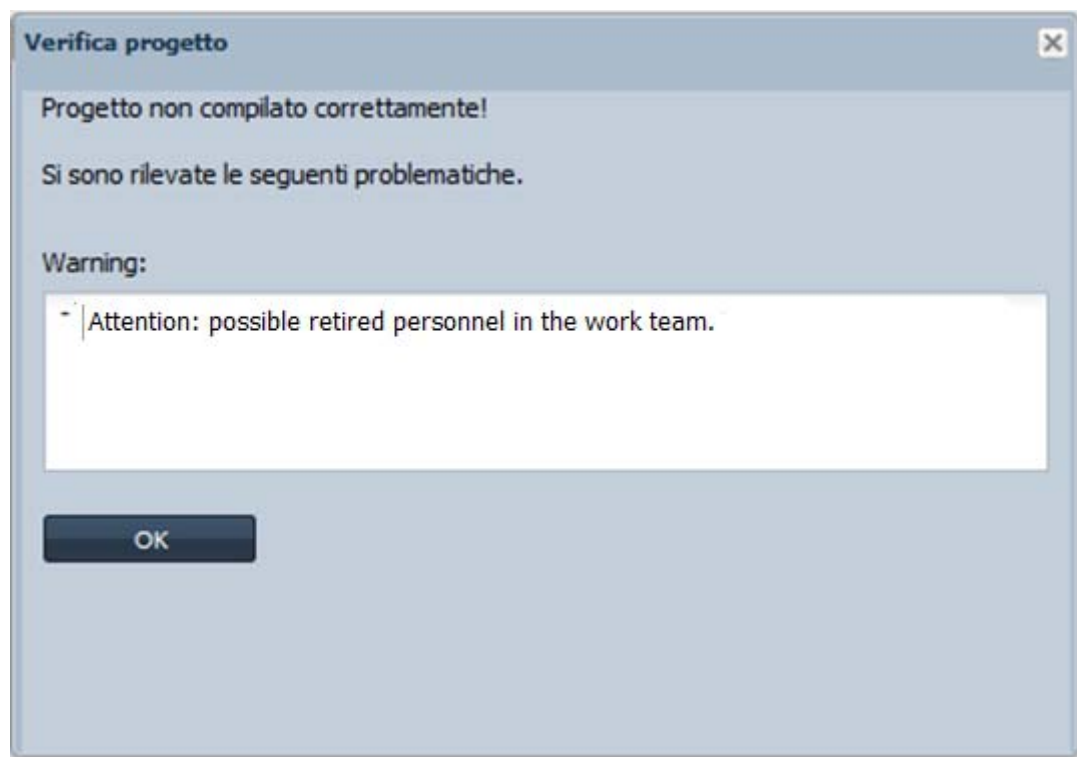 Verifica progetto
Progetto non compilato correttamente!
Si sono rilevate le seguenti problematiche.
Warning:
- Attention: possible retired personnel in the work team.
OK